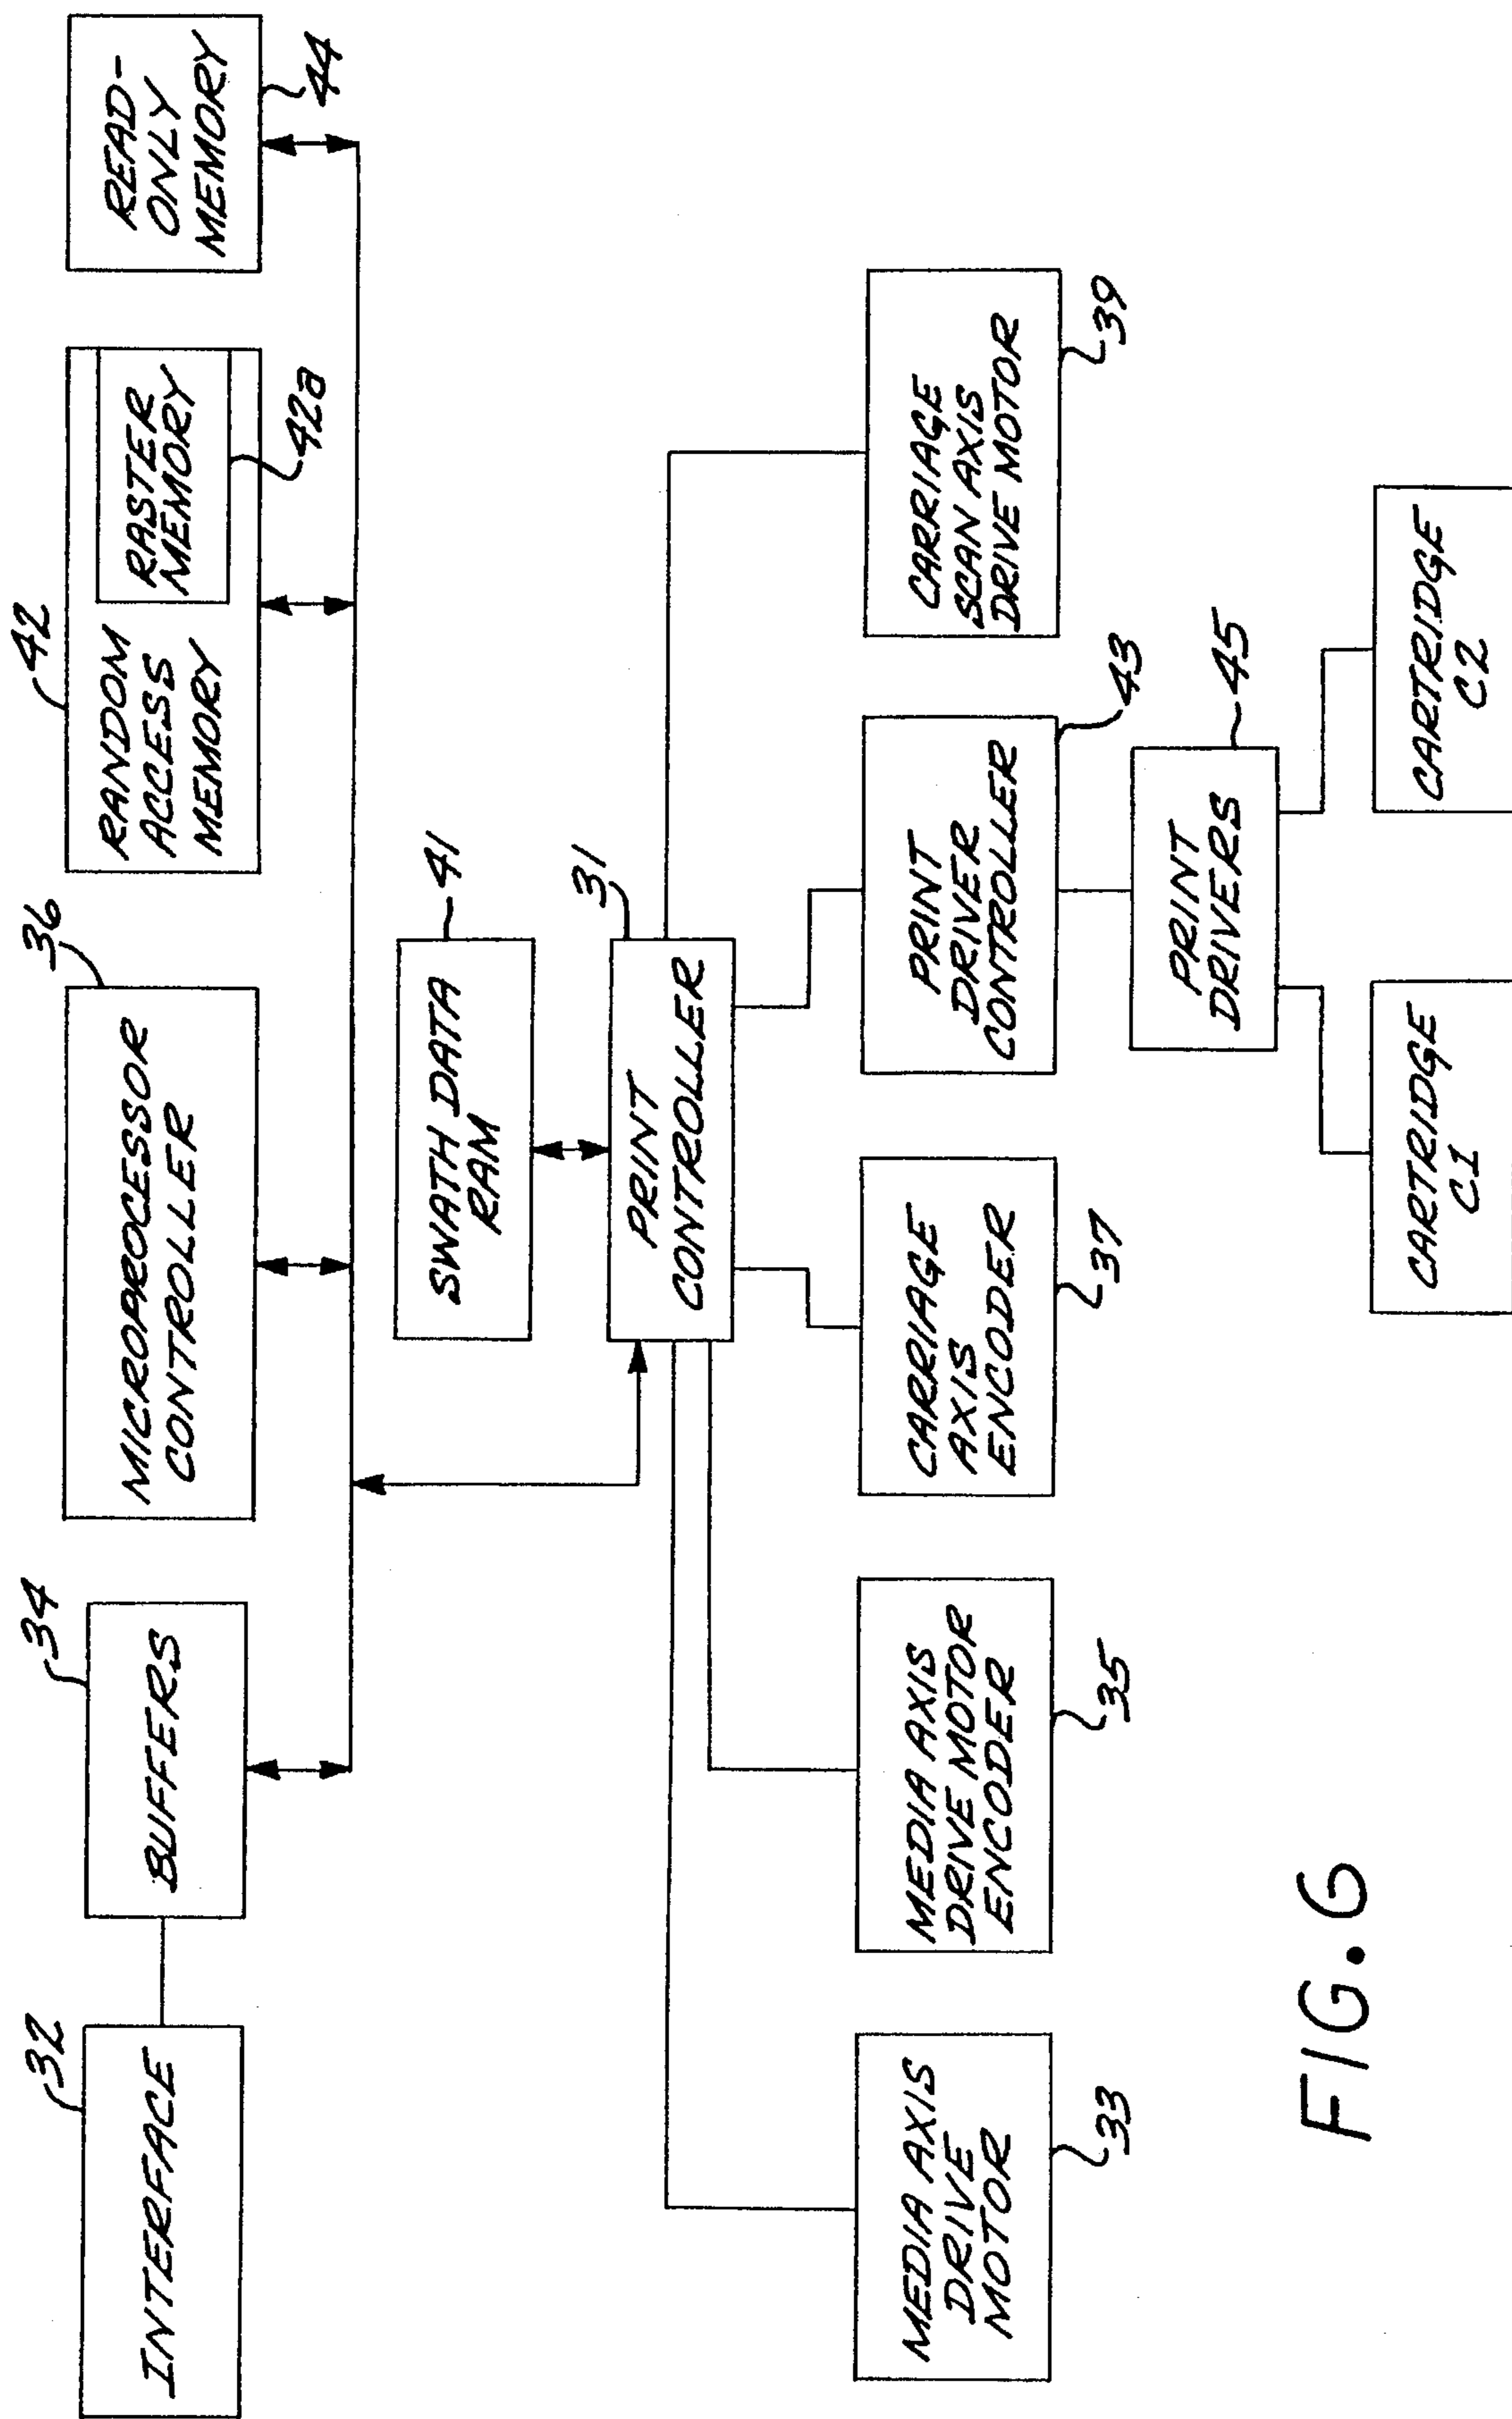 32
INTERFACE
34
BUFFERS
36
MICROPROCESSOR
CONTROLLER
42
RANDOM
ACCESS
MEMORY
RASTER
MEMORY
42a
READ-
ONLY
MEMORY
44
SWATH DATA
RAM
41
PRINT
CONTROLLER
31
MEDIA AXIS
DRIVE
MOTOR
33
MEDIA AXIS
DRIVE MOTOR
ENCODER
35
CARRIAGE
AXIS
ENCODER
37
PRINT
DRIVER
CONTROLLER
43
CARRIAGE
SCAN AXIS
DRIVE MOTOR
39
PRINT
DRIVERS
45
CARTRIDGE
C1
CARTRIDGE
C2
FIG.6